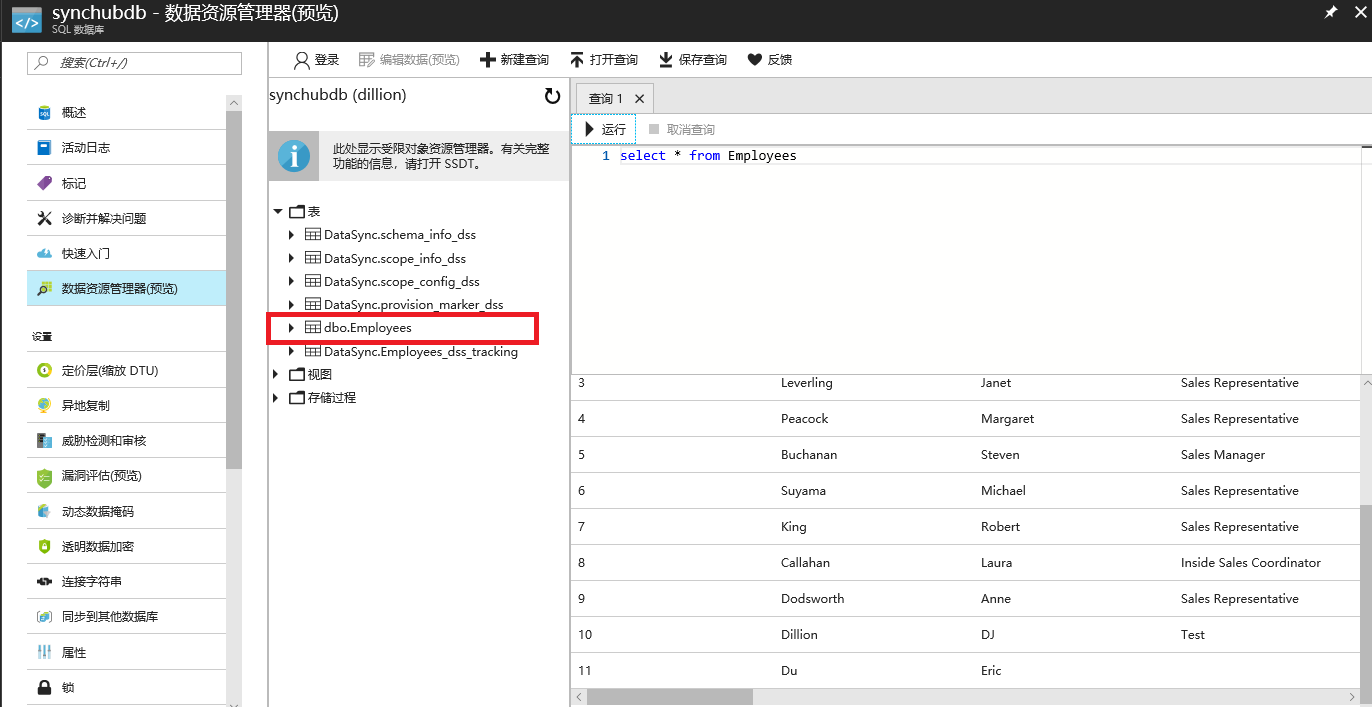 synchubdb - 数据资源管理器(预览)
SQL 数据库
搜索(Ctrl+/)
概述
活动日志
标记
诊断并解决问题
快速入门
数据资源管理器(预览)
设置
定价层(缩放 DTU)
异地复制
威胁检测和审核
漏洞评估(预览)
动态数据掩码
透明数据加密
连接字符串
同步到其他数据库
属性
锁
登录 编辑数据(预览) 新建查询 打开查询 保存查询 反馈
synchubdb (dillion)
此处显示受限对象资源管理器。有关完整
功能的信息，请打开 SSDT。
表
DataSync.schema_info_dss
DataSync.scope_info_dss
DataSync.scope_config_dss
DataSync.provision_marker_dss
dbo.Employees
DataSync.Employees_dss_tracking
视图
存储过程
查询 1
运行 取消查询
1 select * from Employees
3 Leverling Janet Sales Representative
4 Peacock Margaret Sales Representative
5 Buchanan Steven Sales Manager
6 Suyama Michael Sales Representative
7 King Robert Sales Representative
8 Callahan Laura Inside Sales Coordinator
9 Dodsworth Anne Sales Representative
10 Dillion DJ Test
11 Du Eric